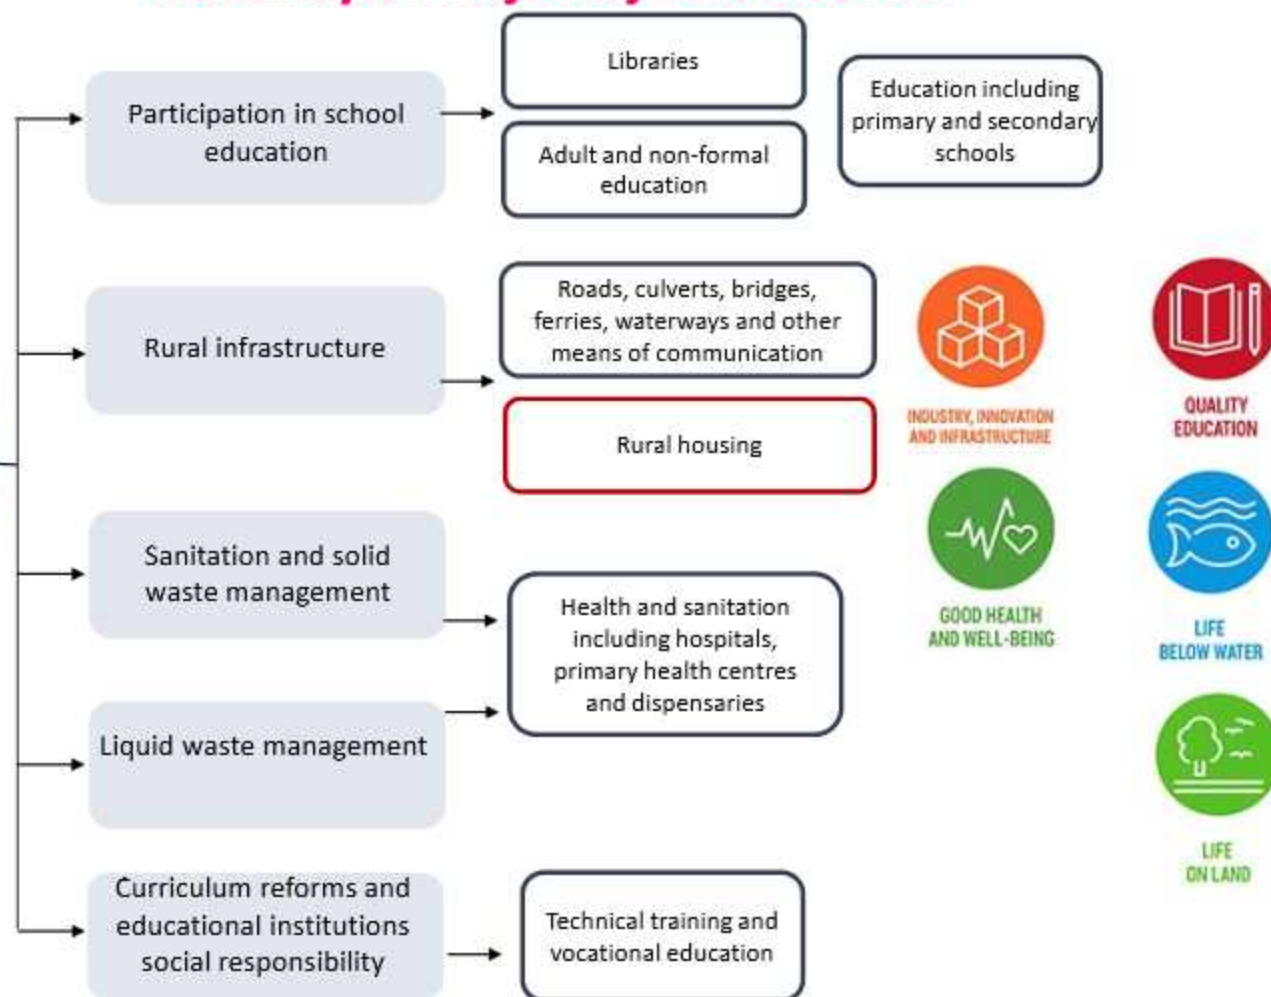 Libraries
Education including
primary and secondary
schools
Participation in school
education
Adult and non-formal
education
Roads, culverts, bridges,
ferries, waterways and other
means of communication
Rural infrastructure
Rural housing
INDUSTRY, INNOVATION
AND INFRASTRUCTURE
QUALITY
EDUCATION
Sanitation and solid
waste management
Health and sanitation
including hospitals,
primary health centres
and dispensaries
GOOD HEALTH
AND WELL-BEING
LIFE
BELOW WATER
Liquid waste management
LIFE
ON LAND
Curriculum reforms and
educational institutions
social responsibility
Technical training and
vocational education